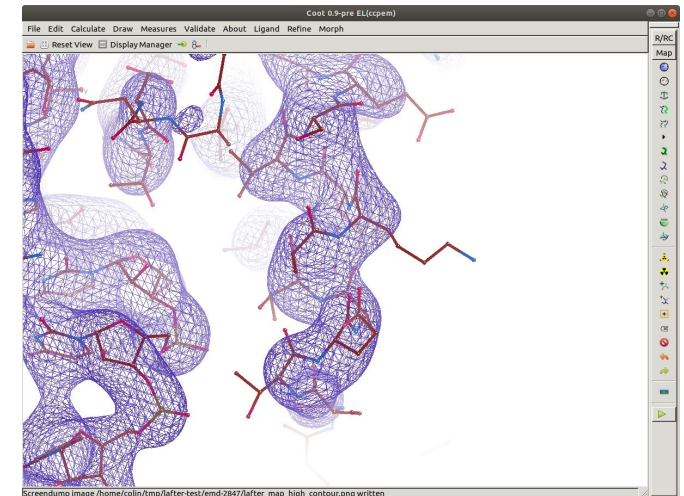 Coot 0.9-pre EL(ccpem)
File Edit Calculate Draw Measures Validate About Ligand Refine Morph
Reset View Display Manager
R/RC
Map
Screendump image /home/colin/tmp/lafter-test/emd-2847/lafter_map_high_contour.png written